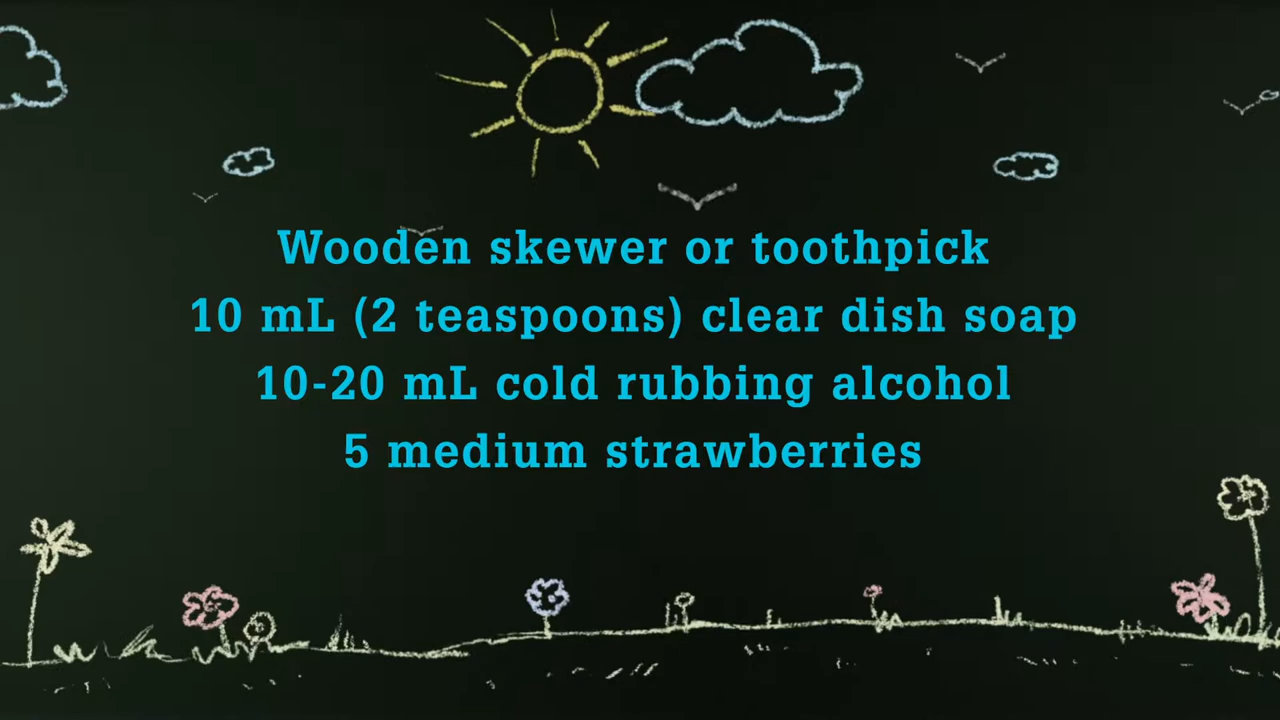 Wooden skewer or toothpick
10 mL (2 teaspoons) clear dish soap
10-20 mL cold rubbing alcohol
5 medium strawberries